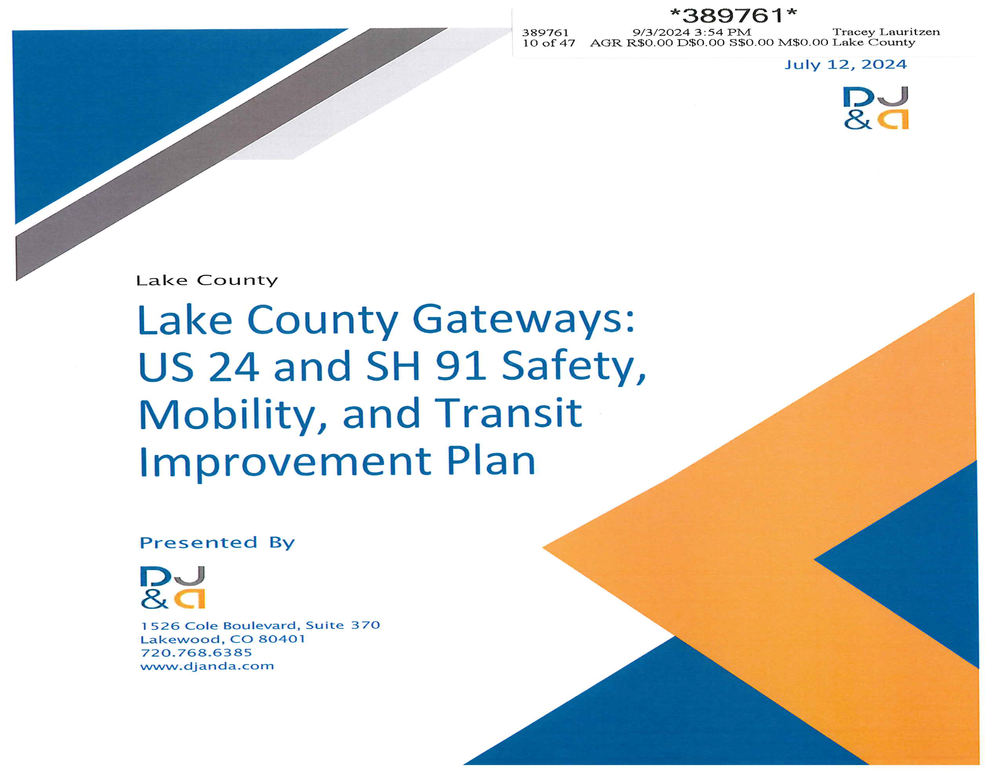 *389761*
389761 9/3/2024 3:54 PM Tracey Lauritzen
10 of 47 AGR R$0.00 D$0.00 S$0.00 M$0.00 Lake County
July 12, 2024
DJ
&a
Lake County
Lake County Gateways:
US 24 and SH 91 Safety,
Mobility, and Transit
Improvement Plan
Presented By
DJ
&a
1526 Cole Boulevard, Suite 370
Lakewood, CO 80401
720.768.6385
www.djanda.com